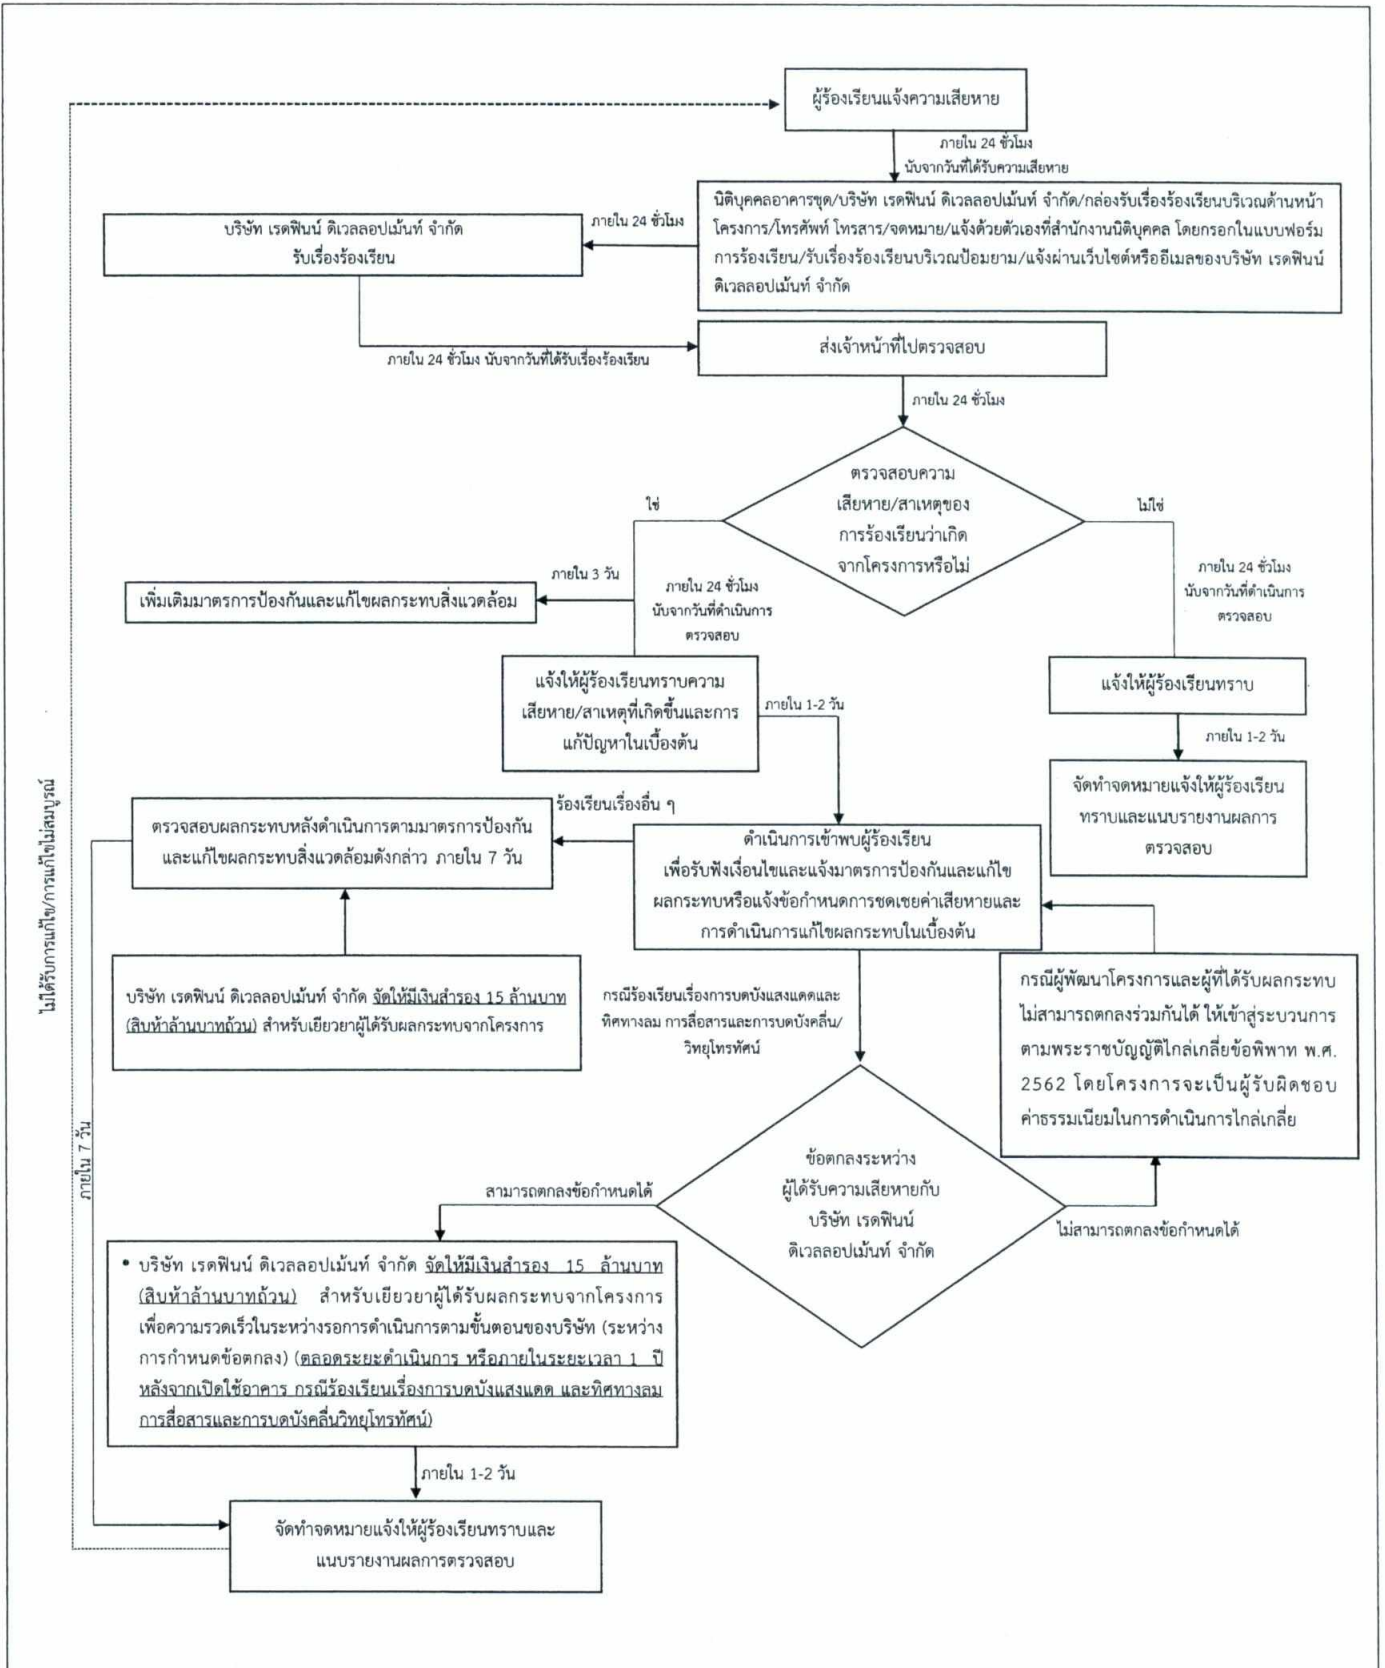 ผู้ร้องเรียนแจ้งความเสียหาย
ภายใน 24 ชั่วโมง
นับจากวันที่ได้รับความเสียหาย
นิติบุคคลอาคารชุด/บริษัท เรดฟินน์ ดิเวลลอปเม้นท์ จำกัด/กล่องรับเรื่องร้องเรียนบริเวณด้านหน้า
โครงการ/โทรศัพท์ โทรสาร/จดหมาย/แจ้งด้วยตัวเองที่สำนักงานนิติบุคคล โดยกรอกในแบบฟอร์ม
การร้องเรียน/รับเรื่องร้องเรียนบริเวณป้อมยาม/แจ้งผ่านเว็บไซต์หรืออีเมลของบริษัท เรดฟินน์
ดิเวลลอปเม้นท์ จำกัด
ภายใน 24 ชั่วโมง
บริษัท เรดฟินน์ ดิเวลลอปเม้นท์ จำกัด
รับเรื่องร้องเรียน
ภายใน 24 ชั่วโมง นับจากวันที่ได้รับเรื่องร้องเรียน
ส่งเจ้าหน้าที่ไปตรวจสอบ
ภายใน 24 ชั่วโมง
ตรวจสอบความ
เสียหาย/สาเหตุของ
การร้องเรียนว่าเกิด
จากโครงการหรือไม่
ใช่
ไม่ใช่
ภายใน 3 วัน
เพิ่มเติมมาตรการป้องกันและแก้ไขผลกระทบสิ่งแวดล้อม
ภายใน 24 ชั่วโมง
นับจากวันที่ดำเนินการ
ตรวจสอบ
ภายใน 24 ชั่วโมง
นับจากวันที่ดำเนินการ
ตรวจสอบ
แจ้งให้ผู้ร้องเรียนทราบความ
เสียหาย/สาเหตุที่เกิดขึ้นและการ
แก้ปัญหาในเบื้องต้น
ภายใน 1-2 วัน
แจ้งให้ผู้ร้องเรียนทราบ
ภายใน 1-2 วัน
จัดทำจดหมายแจ้งให้ผู้ร้องเรียน
ทราบและแนบรายงานผลการ
ตรวจสอบ
ร้องเรียนเรื่องอื่น ๆ
ตรวจสอบผลกระทบหลังดำเนินการตามมาตรการป้องกัน
และแก้ไขผลกระทบสิ่งแวดล้อมดังกล่าว ภายใน 7 วัน
ดำเนินการเข้าพบผู้ร้องเรียน
เพื่อรับฟังเงื่อนไขและแจ้งมาตรการป้องกันและแก้ไข
ผลกระทบหรือแจ้งข้อกำหนดการชดเชยค่าเสียหายและ
การดำเนินการแก้ไขผลกระทบในเบื้องต้น
ไม่ได้รับการแก้ไข/การแก้ไขไม่สมบูรณ์
บริษัท เรดฟินน์ ดิเวลลอปเม้นท์ จำกัด จัดให้มีเงินสำรอง 15 ล้านบาท
(สิบห้าล้านบาทถ้วน) สำหรับเยียวยาผู้ได้รับผลกระทบจากโครงการ
กรณีร้องเรียนเรื่องการบดบังแสงแดดและ
ทิศทางลม การสื่อสารและการบดบังคลื่น/
วิทยุโทรทัศน์
กรณีผู้พัฒนาโครงการและผู้ที่ได้รับผลกระทบ
ไม่สามารถตกลงร่วมกันได้ ให้เข้าสู่ระบวนการ
ตามพระราชบัญญัติไกล่เกลี่ยข้อพิพาท พ.ศ.
2562 โดยโครงการจะเป็นผู้รับผิดชอบ
ค่าธรรมเนียมในการดำเนินการไกล่เกลี่ย
ภายใน 7 วัน
ข้อตกลงระหว่าง
ผู้ได้รับความเสียหายกับ
บริษัท เรดฟินน์
ดิเวลลอปเม้นท์ จำกัด
สามารถตกลงข้อกำหนดได้
ไม่สามารถตกลงข้อกำหนดได้
• บริษัท เรดฟินน์ ดิเวลลอปเม้นท์ จำกัด จัดให้มีเงินสำรอง 15 ล้านบาท
(สิบห้าล้านบาทถ้วน) สำหรับเยียวยาผู้ได้รับผลกระทบจากโครงการ
เพื่อความรวดเร็วในระหว่างรอการดำเนินการตามขั้นตอนของบริษัท (ระหว่าง
การกำหนดข้อตกลง) (ตลอดระยะดำเนินการ หรือภายในระยะเวลา 1 ปี
หลังจากเปิดใช้อาคาร กรณีร้องเรียนเรื่องการบดบังแสงแดด และทิศทางลม
การสื่อสารและการบดบังคลื่นวิทยุโทรทัศน์)
ภายใน 1-2 วัน
จัดทำจดหมายแจ้งให้ผู้ร้องเรียนทราบและ
แนบรายงานผลการตรวจสอบ